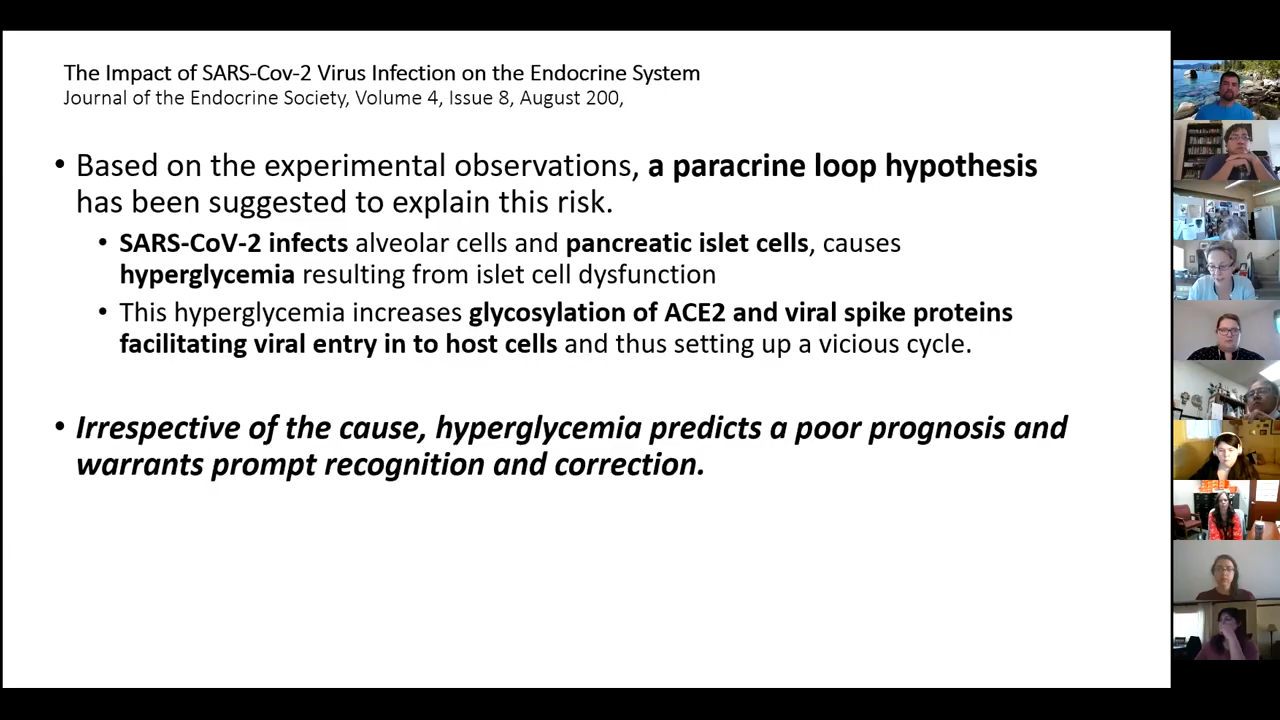 The Impact of SARS-Cov-2 Virus Infection on the Endocrine System
Journal of the Endocrine Society, Volume 4, Issue 8, August 200,
• Based on the experimental observations, a paracrine loop hypothesis
has been suggested to explain this risk.
• SARS-CoV-2 infects alveolar cells and pancreatic islet cells, causes
hyperglycemia resulting from islet cell dysfunction
• This hyperglycemia increases glycosylation of ACE2 and viral spike proteins
facilitating viral entry in to host cells and thus setting up a vicious cycle.
• Irrespective of the cause, hyperglycemia predicts a poor prognosis and
warrants prompt recognition and correction.